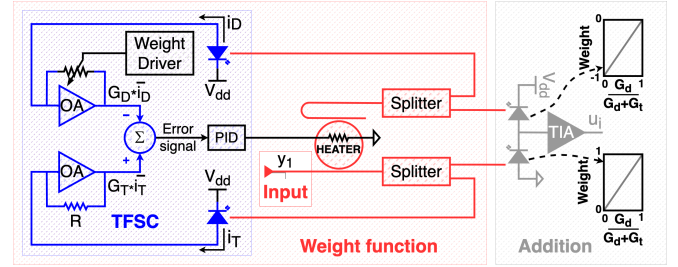 iD
Weight
Driver
OA
GD*iD
Vdd
−
Σ
+
Error
signal
PID
HEATER
OA
GT*iT
R
TFSC
Vdd
iT
y1
Input
Splitter
Splitter
Weight function
Vdd
TIA
ui
Addition
Weight
0
-1
0
Gd
1
Gd+Gt
Weight
1
0
0
Gd
1
Gd+Gt